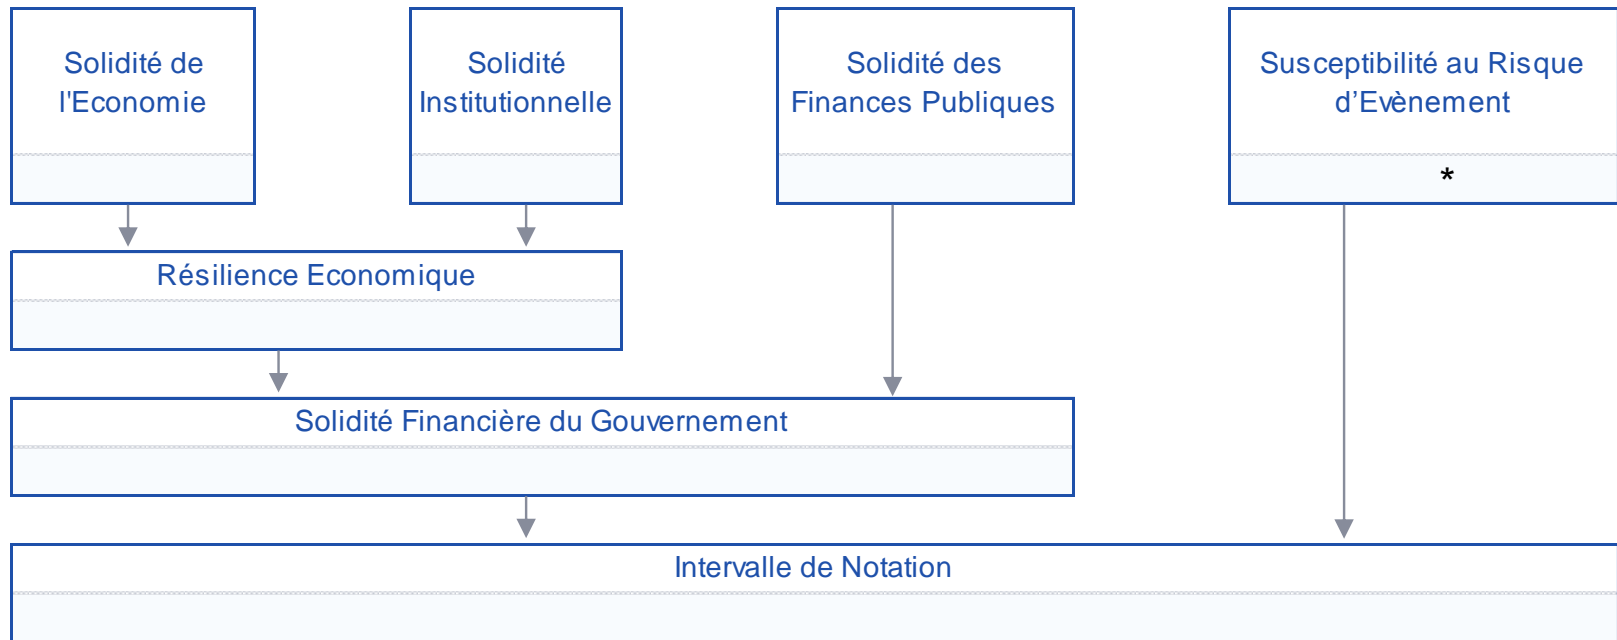 Solidité de
l'Economie
Solidité
Institutionnelle
Solidité des
Finances Publiques
Susceptibilité au Risque
d’Evènement
*
Résilience Economique
Solidité Financière du Gouvernement
Intervalle de Notation